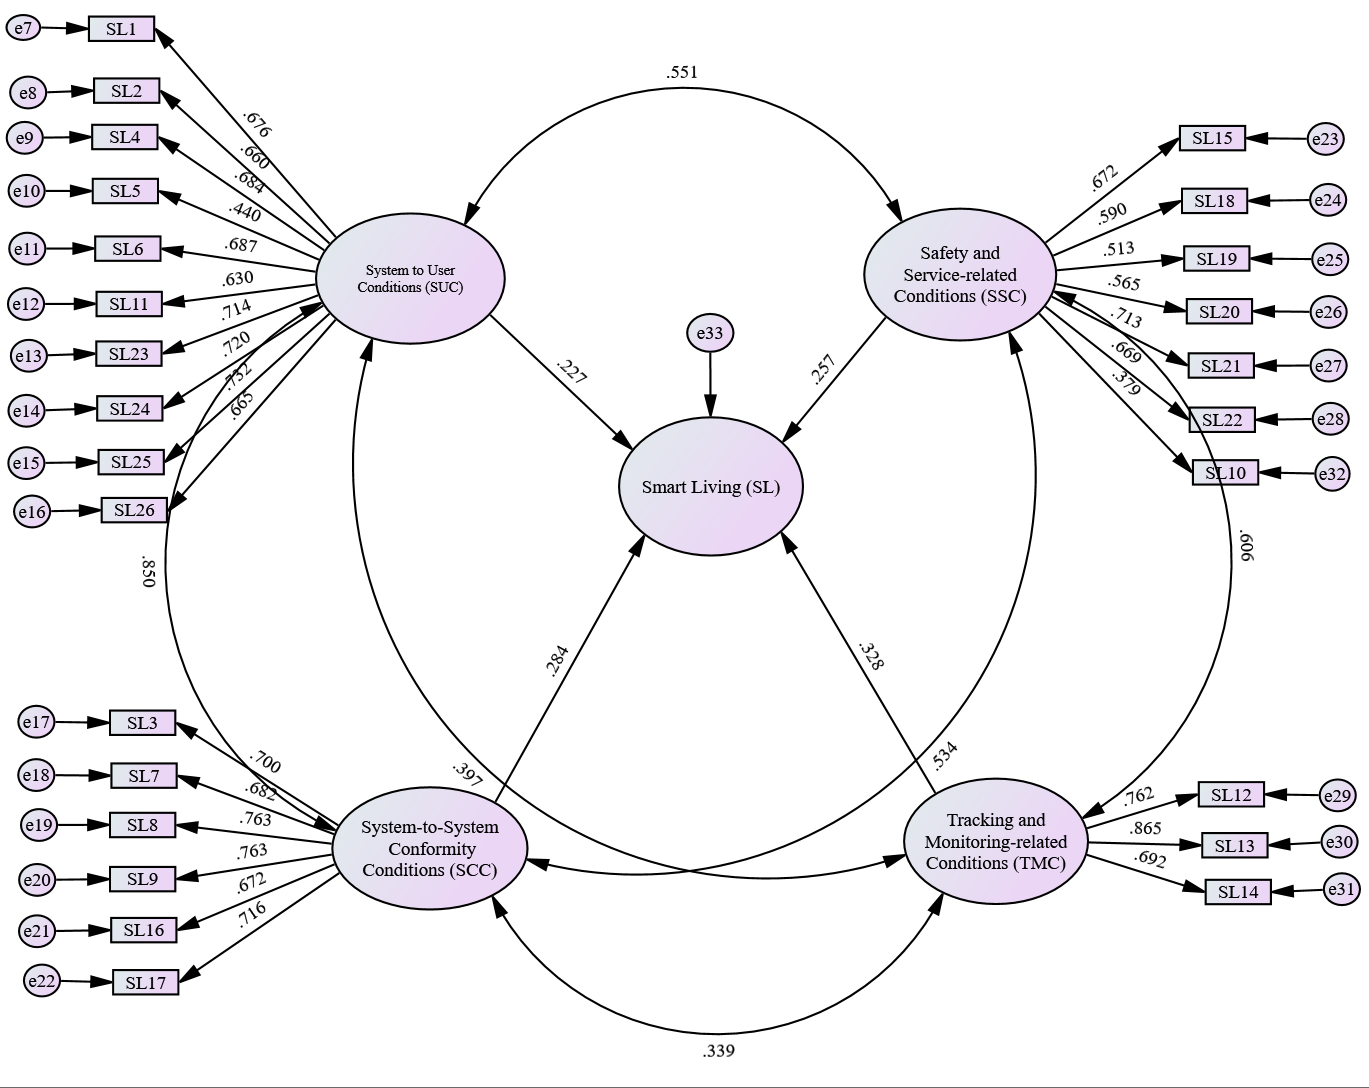 e7
SL1
e8
SL2
e9
SL4
e10
SL5
e11
SL6
e12
SL11
e13
SL23
e14
SL24
e15
SL25
e16
SL26
.676
.660
.684
.440
.687
.630
.714
.720
.732
.665
System to User
Conditions (SUC)
.551
Safety and
Service-related
Conditions (SSC)
.672
.590
.513
.565
.713
.669
.379
SL15
e23
SL18
e24
SL19
e25
SL20
e26
SL21
e27
SL22
e28
SL10
e32
e33
.227
.257
Smart Living (SL)
.850
.606
.284
.328
.397
.534
e17
SL3
e18
SL7
e19
SL8
e20
SL9
e21
SL16
e22
SL17
.700
.682
.763
.763
.672
.716
System-to-System
Conformity
Conditions (SCC)
Tracking and
Monitoring-related
Conditions (TMC)
.762
.865
.692
SL12
e29
SL13
e30
SL14
e31
.339